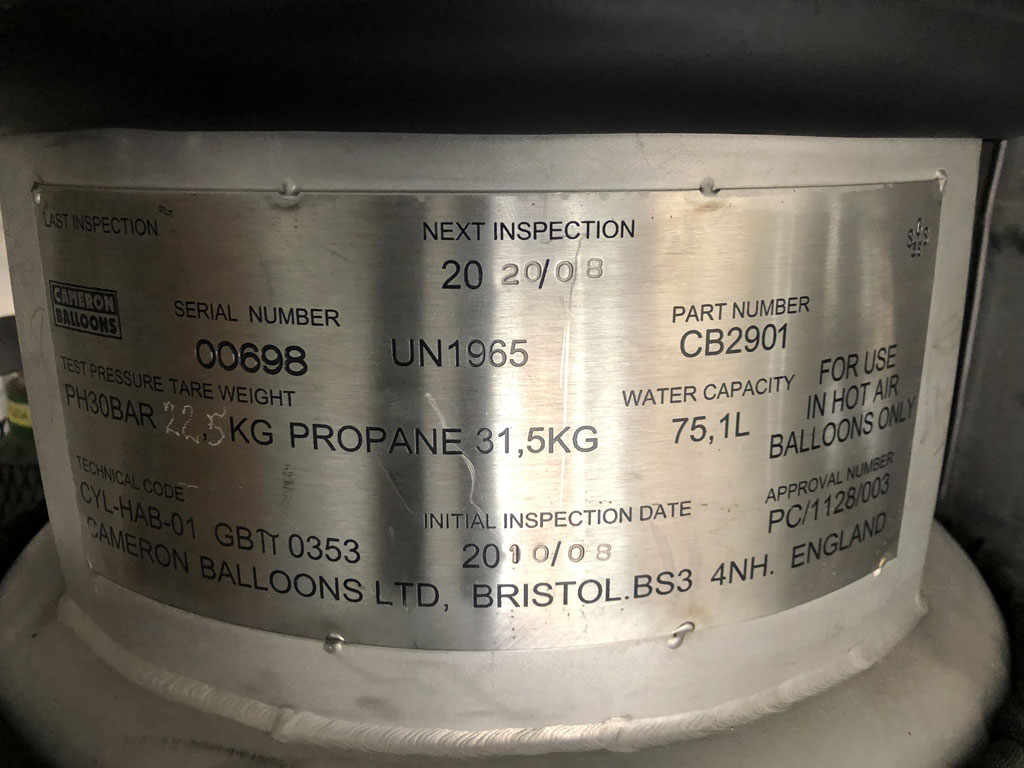 LAST INSPECTION
NEXT INSPECTION
20 20/08
CAMERON
BALLOONS
SERIAL NUMBER
00698
UN1965
PART NUMBER
CB2901
TEST PRESSURE TARE WEIGHT
PH30BAR 22,5 KG PROPANE 31,5KG
WATER CAPACITY
75,1L
FOR USE
IN HOT AIR
BALLOONS ONLY
TECHNICAL CODE
CYL-HAB-01 GB π 0353
INITIAL INSPECTION DATE
2010/08
APPROVAL NUMBER
PC/1128/003
CAMERON BALLOONS LTD, BRISTOL.BS3 4NH. ENGLAND